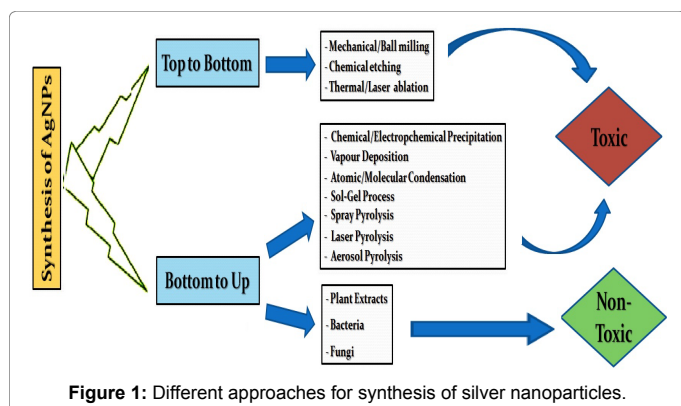 Synthesis of AgNPs
Top to Bottom
- Mechanical/Ball milling
- Chemical etching
- Thermal/Laser ablation
Toxic
- Chemical/Electropchemical Precipitation
- Vapour Deposition
- Atomic/Molecular Condensation
- Sol-Gel Process
- Spray Pyrolysis
- Laser Pyrolysis
- Aerosol Pyrolysis
Bottom to Up
- Plant Extracts
- Bacteria
- Fungi
Non-
Toxic
Figure 1: Different approaches for synthesis of silver nanoparticles.